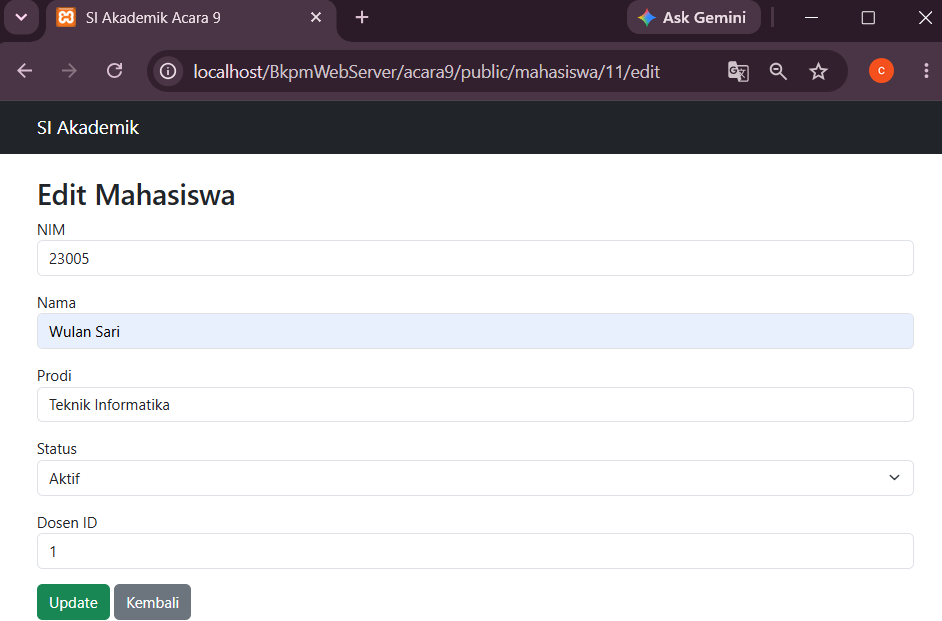 SI Akademik Acara 9
Ask Gemini
localhost/BkpmWebServer/acara9/public/mahasiswa/11/edit
C
SI Akademik
Edit Mahasiswa
NIM
23005
Nama
Wulan Sari
Prodi
Teknik Informatika
Status
Aktif
Dosen ID
1
Update Kembali